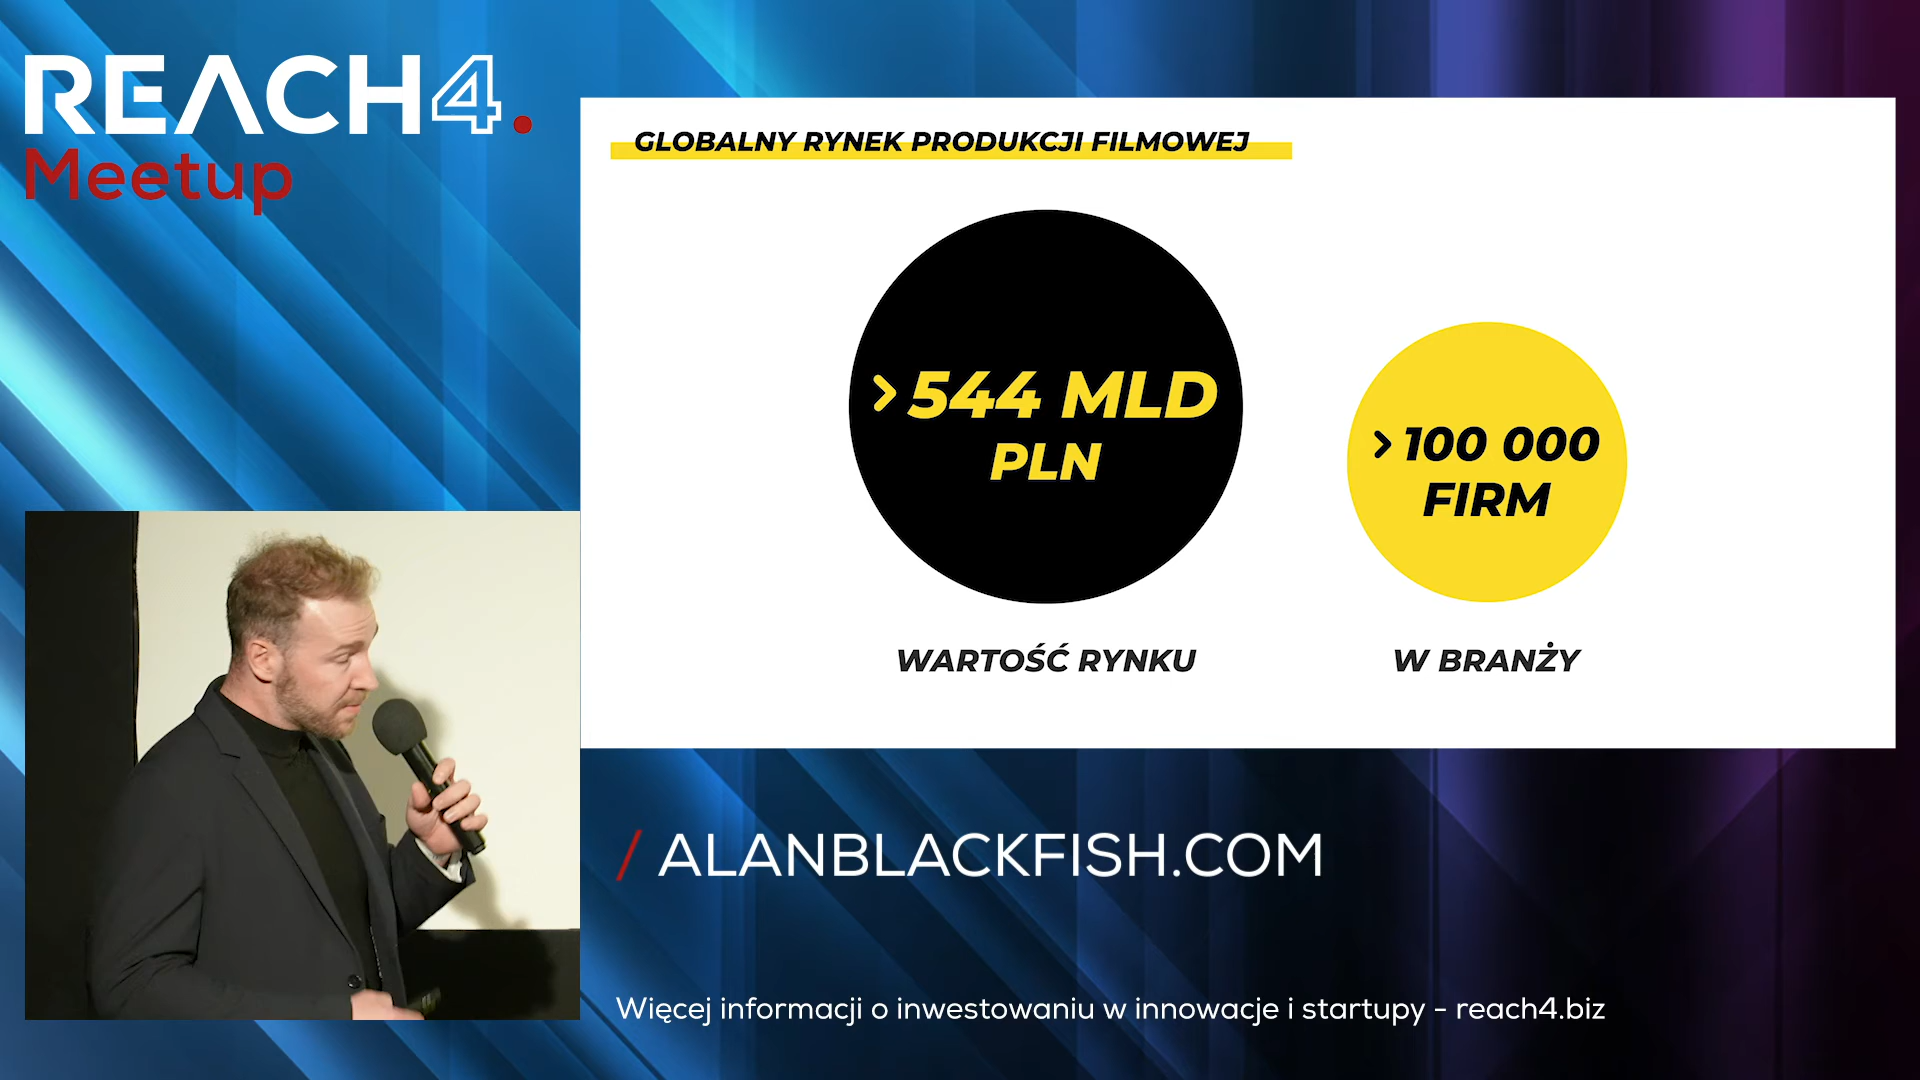 REACH4.
Meetup
GLOBALNY RYNEK PRODUKCJI FILMOWEJ
> 544 MLD
PLN
> 100 000
FIRM
WARTOŚĆ RYNKU
W BRANŻY
/ ALANBLACKFISH.COM
Więcej informacji o inwestowaniu w innowacje i startupy - reach4.biz